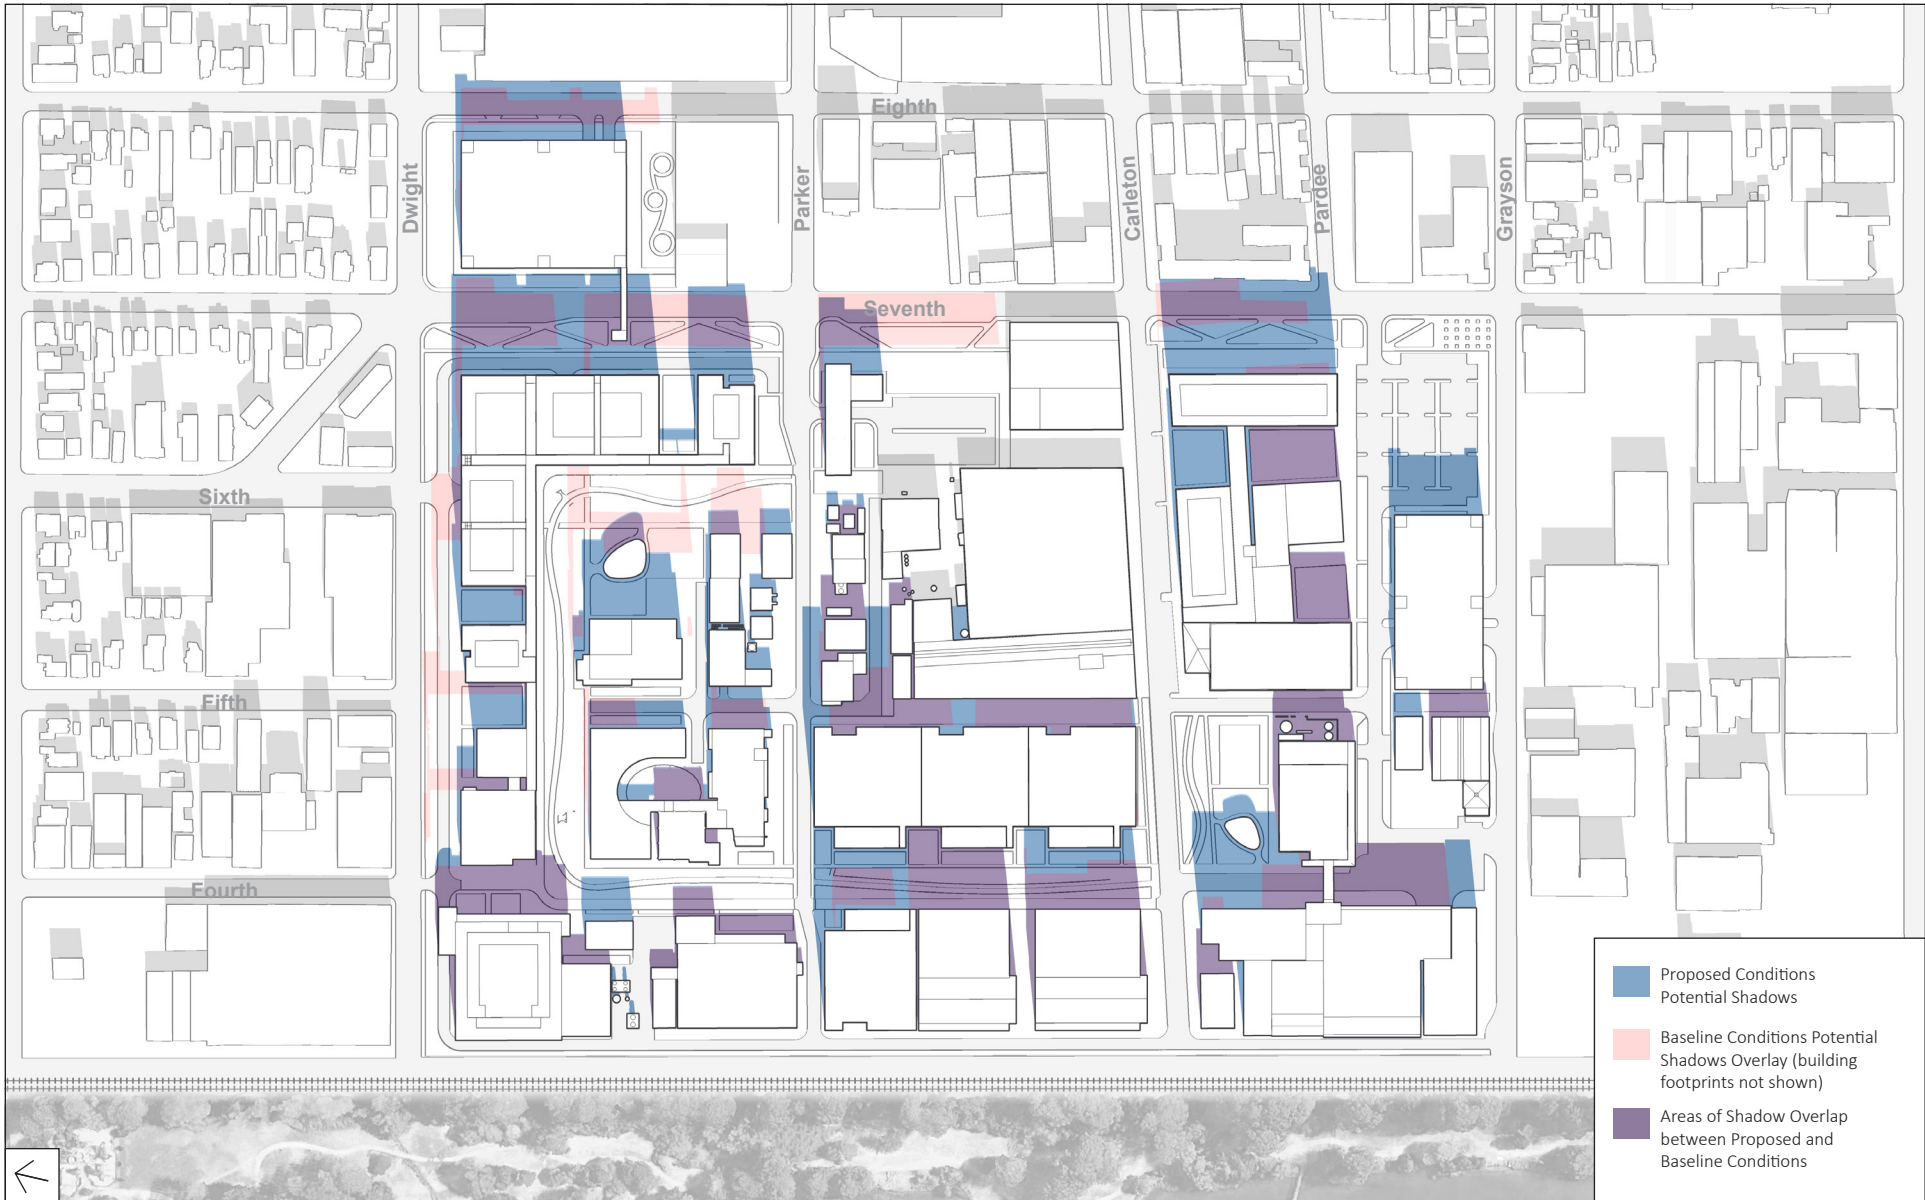 Eighth
Dwight
Parker
Carleton
Pardee
Grayson
Seventh
Sixth
Fifth
Fourth
Proposed Conditions
Potential Shadows
Baseline Conditions Potential
Shadows Overlay (building
footprints not shown)
Areas of Shadow Overlap
between Proposed and
Baseline Conditions